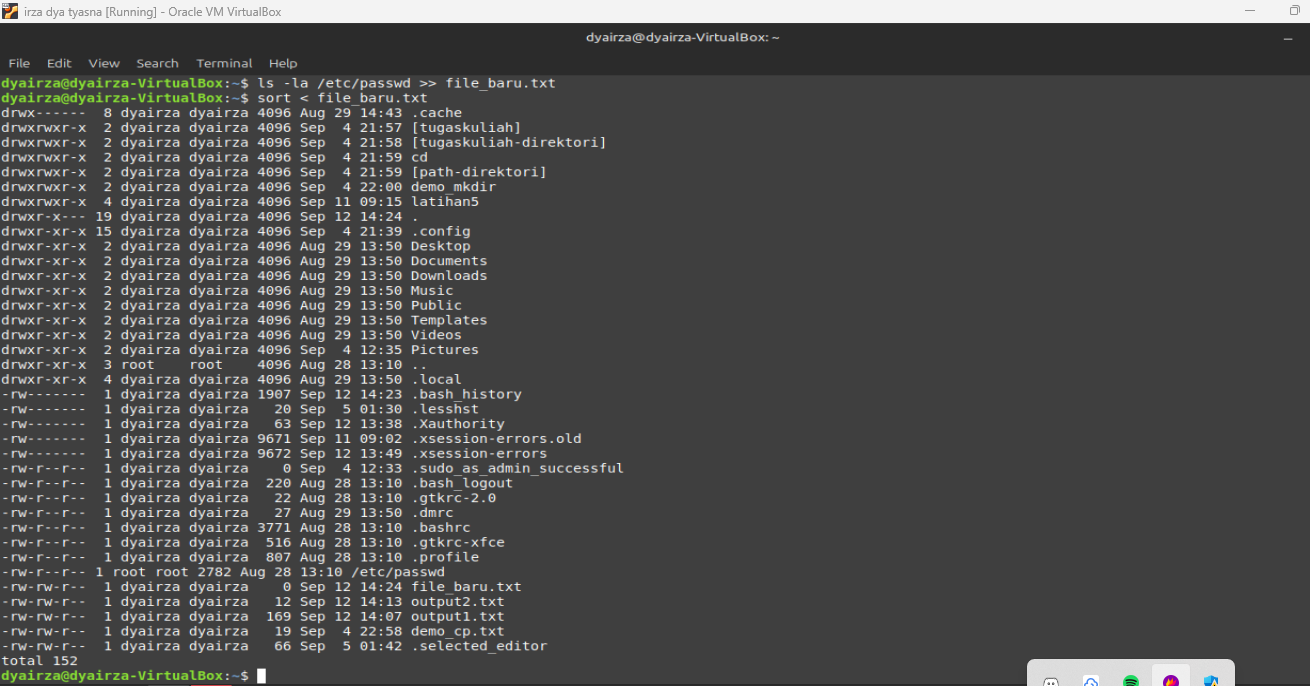 irza dya tyasna [Running] - Oracle VM VirtualBox
dyairza@dyairza-VirtualBox: ~
File Edit View Search Terminal Help
dyairza@dyairza-VirtualBox:~$ ls -la /etc/passwd >> file_baru.txt
dyairza@dyairza-VirtualBox:~$ sort < file_baru.txt
drwx------  8 dyairza dyairza 4096 Aug 29 14:43 .cache
drwxrwxr-x  2 dyairza dyairza 4096 Sep  4 21:57 [tugaskuliah]
drwxrwxr-x  2 dyairza dyairza 4096 Sep  4 21:58 [tugaskuliah-direktori]
drwxrwxr-x  2 dyairza dyairza 4096 Sep  4 21:59 cd
drwxrwxr-x  2 dyairza dyairza 4096 Sep  4 21:59 [path-direktori]
drwxrwxr-x  2 dyairza dyairza 4096 Sep  4 22:00 demo_mkdir
drwxrwxr-x  4 dyairza dyairza 4096 Sep 11 09:15 latihan5
drwxr-x--- 19 dyairza dyairza 4096 Sep 12 14:24 .
drwxr-xr-x 15 dyairza dyairza 4096 Sep  4 21:39 .config
drwxr-xr-x  2 dyairza dyairza 4096 Aug 29 13:50 Desktop
drwxr-xr-x  2 dyairza dyairza 4096 Aug 29 13:50 Documents
drwxr-xr-x  2 dyairza dyairza 4096 Aug 29 13:50 Downloads
drwxr-xr-x  2 dyairza dyairza 4096 Aug 29 13:50 Music
drwxr-xr-x  2 dyairza dyairza 4096 Aug 29 13:50 Public
drwxr-xr-x  2 dyairza dyairza 4096 Aug 29 13:50 Templates
drwxr-xr-x  2 dyairza dyairza 4096 Aug 29 13:50 Videos
drwxr-xr-x  2 dyairza dyairza 4096 Sep  4 12:35 Pictures
drwxr-xr-x  3 root    root    4096 Aug 28 13:10 ..
drwxr-xr-x  4 dyairza dyairza 4096 Aug 29 13:50 .local
-rw-------  1 dyairza dyairza 1907 Sep 12 14:23 .bash_history
-rw-------  1 dyairza dyairza   20 Sep  5 01:30 .lesshst
-rw-------  1 dyairza dyairza   63 Sep 12 13:38 .Xauthority
-rw-------  1 dyairza dyairza 9671 Sep 11 09:02 .xsession-errors.old
-rw-------  1 dyairza dyairza 9672 Sep 12 13:49 .xsession-errors
-rw-r--r--  1 dyairza dyairza    0 Sep  4 12:33 .sudo_as_admin_successful
-rw-r--r--  1 dyairza dyairza  220 Aug 28 13:10 .bash_logout
-rw-r--r--  1 dyairza dyairza   22 Aug 28 13:10 .gtkrc-2.0
-rw-r--r--  1 dyairza dyairza   27 Aug 29 13:50 .dmrc
-rw-r--r--  1 dyairza dyairza 3771 Aug 28 13:10 .bashrc
-rw-r--r--  1 dyairza dyairza  516 Aug 28 13:10 .gtkrc-xfce
-rw-r--r--  1 dyairza dyairza  807 Aug 28 13:10 .profile
-rw-r--r-- 1 root root 2782 Aug 28 13:10 /etc/passwd
-rw-rw-r--  1 dyairza dyairza    0 Sep 12 14:24 file_baru.txt
-rw-rw-r--  1 dyairza dyairza   12 Sep 12 14:13 output2.txt
-rw-rw-r--  1 dyairza dyairza  169 Sep 12 14:07 output1.txt
-rw-rw-r--  1 dyairza dyairza   19 Sep  4 22:58 demo_cp.txt
-rw-rw-r--  1 dyairza dyairza   66 Sep  5 01:42 .selected_editor
total 152
dyairza@dyairza-VirtualBox:~$